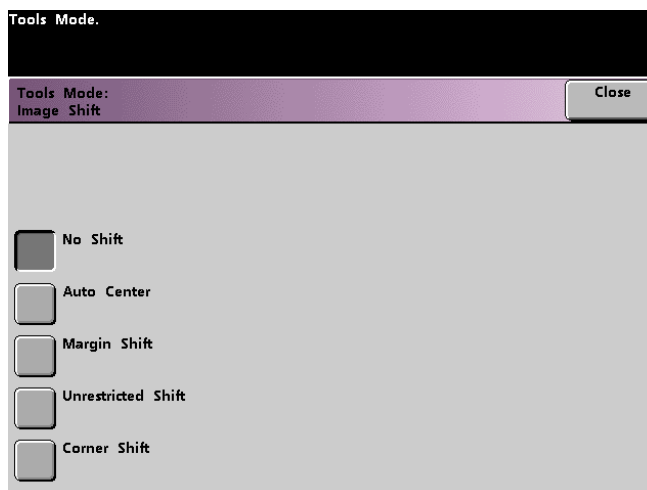 Tools Mode.
Tools Mode:
Image Shift
Close
No Shift
Auto Center
Margin Shift
Unrestricted Shift
Corner Shift